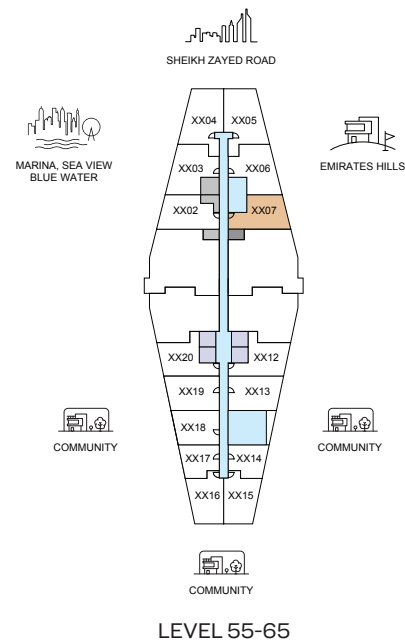 SHEIKH ZAYED ROAD
XX04
XX05
MARINA, SEA VIEW
BLUE WATER
XX03
XX06
EMIRATES HILLS
XX02
XX07
XX20
XX12
XX19
XX13
COMMUNITY
XX18
COMMUNITY
XX17
XX14
XX16
XX15
COMMUNITY
LEVEL 55-65